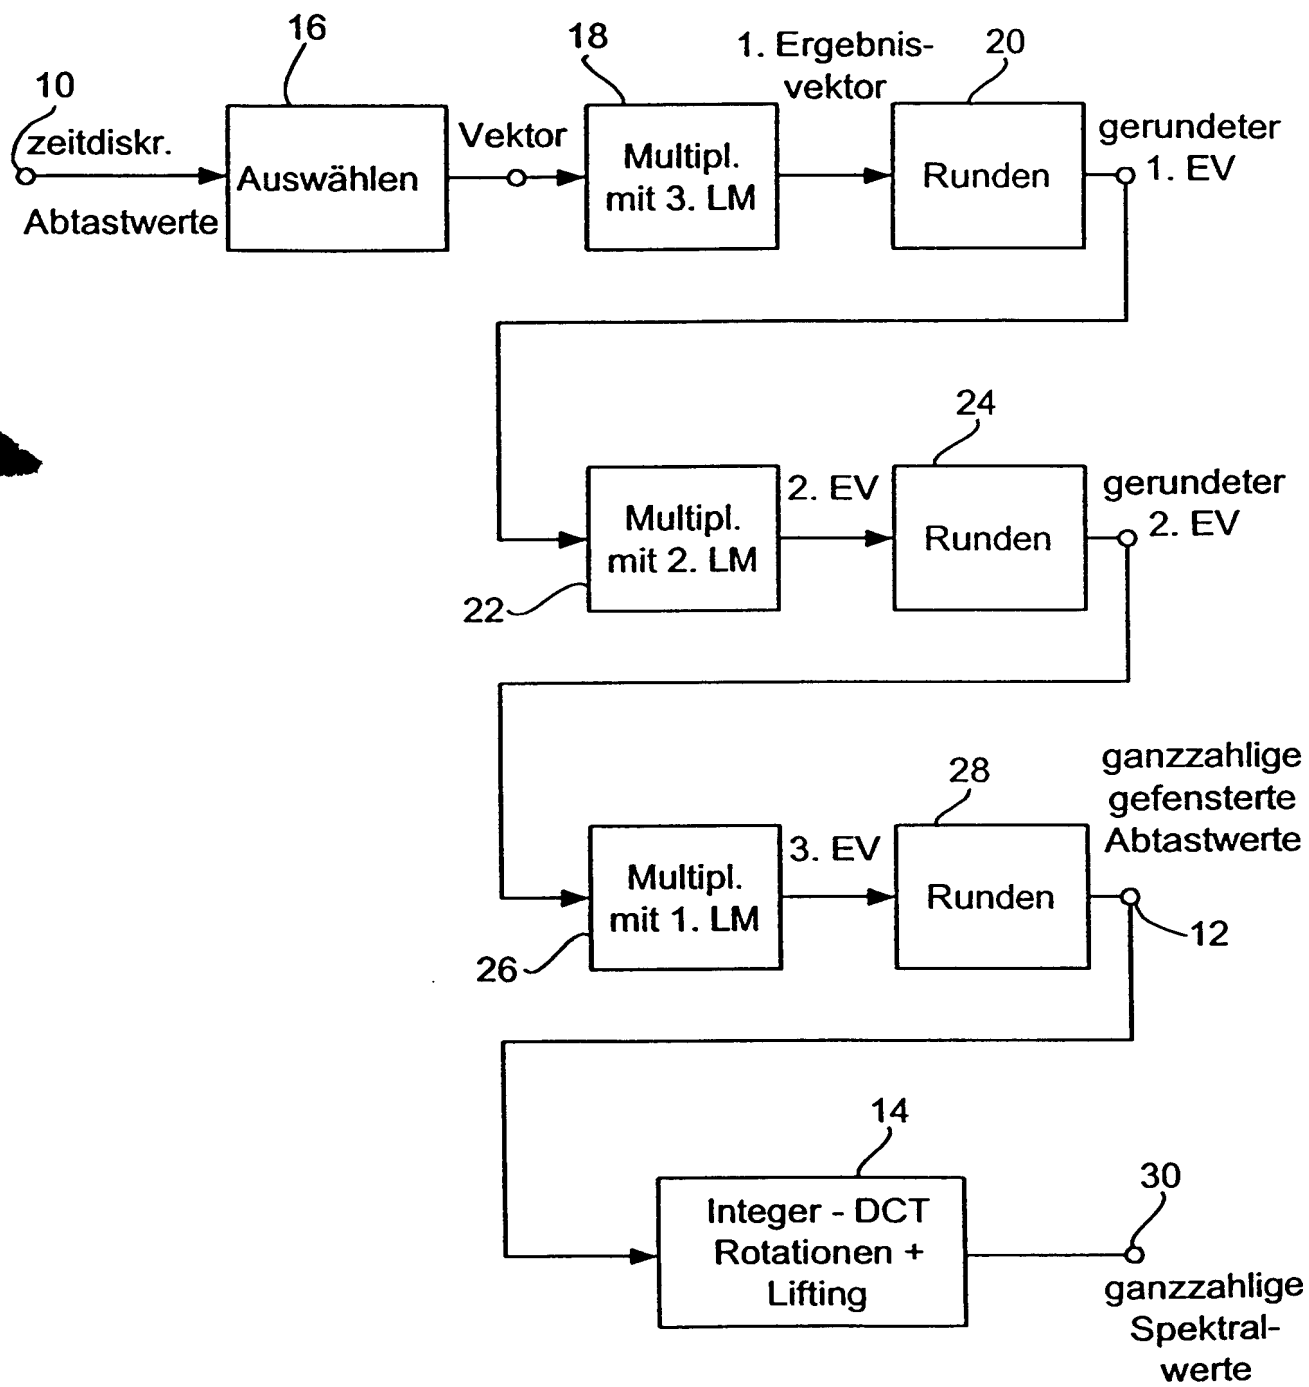 16
18
1. Ergebnis-
vektor
20
10
zeitdiskr.
Abtastwerte
Auswählen
Vektor
Multipl.
mit 3. LM
Runden
gerundeter
1. EV
24
Multipl.
mit 2. LM
22
2. EV
Runden
gerundeter
2. EV
28
Multipl.
mit 1. LM
26
3. EV
Runden
ganzzahlige
gefensterte
Abtastwerte
12
14
Integer - DCT
Rotationen +
Lifting
30
ganzzahlige
Spektral-
werte